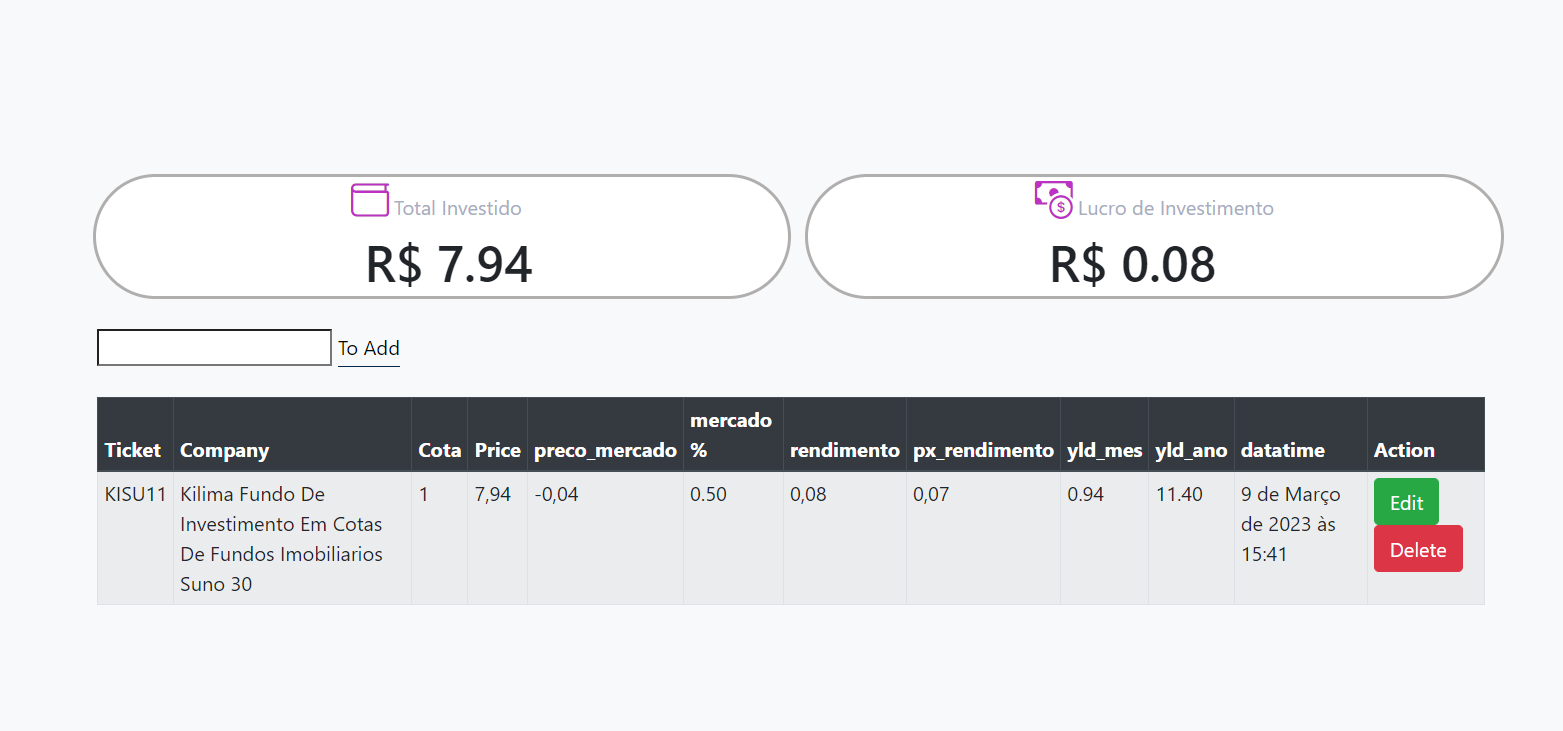 Total Investido
R$ 7.94
$
Lucro de Investimento
R$ 0.08
To Add
Ticket Company Cota Price preco_mercado mercado % rendimento px_rendimento yld_mes yld_ano datatime Action
KISU11 Kilima Fundo De 1 7,94 -0,04 0.50 0,08 0,07 0.94 11.40 9 de Março Edit
Investimento Em Cotas de 2023 às
De Fundos Imobiliarios 15:41 Delete
Suno 30